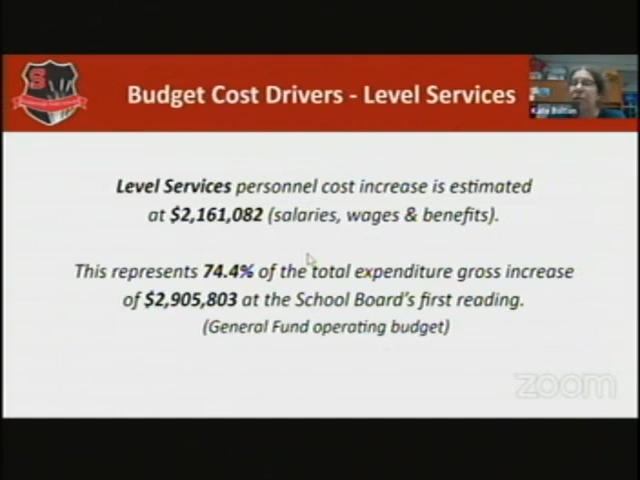 S
Budget Cost Drivers - Level Services
Level Services personnel cost increase is estimated
at $2,161,082 (salaries, wages & benefits).
This represents 74.4% of the total expenditure gross increase
of $2,905,803 at the School Board's first reading.
(General Fund operating budget)
zoom